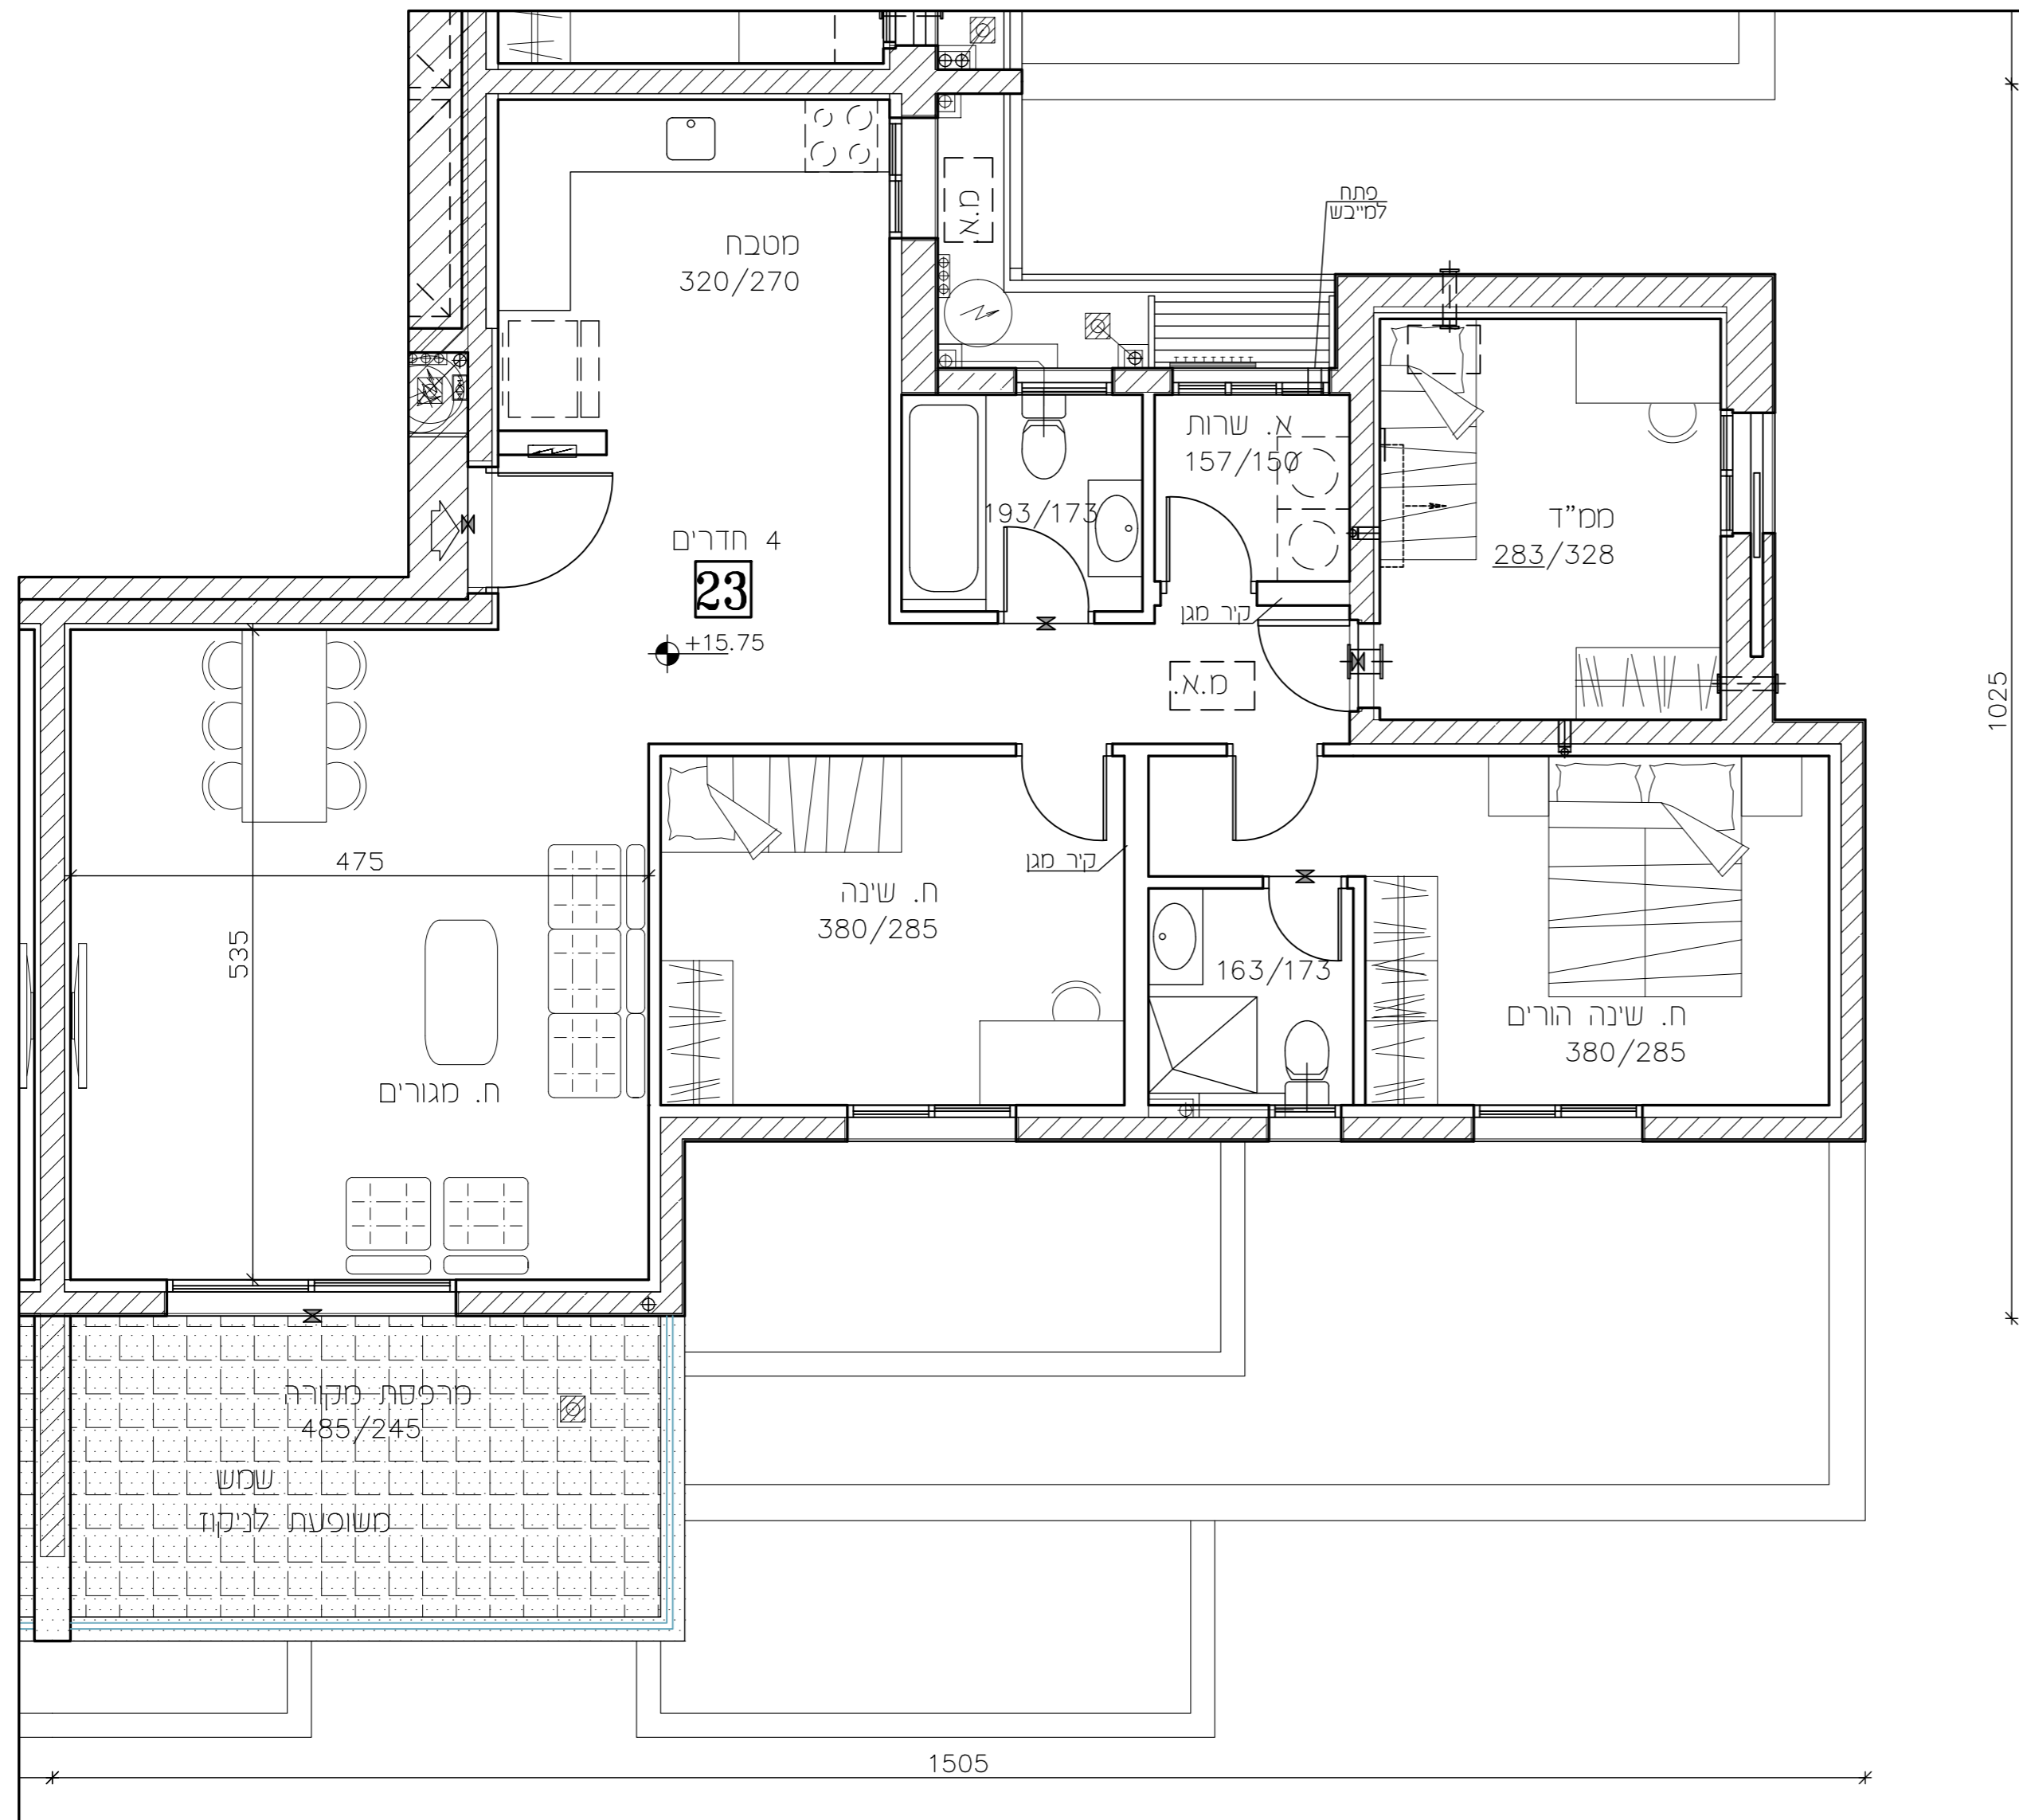 פתח
למייבש
מ.א.
מטבח
320/270
א. שרות
157/150
193/173
ממ"ד
283/328
4 חדרים
23
+15.75
קיר מגן
מ.א.
1025
475
535
קיר מגן
ח. שינה
380/285
163/173
ח. שינה הורים
380/285
ח. מגורים
מרפסת מקורה
485/245
שמש
משופעת לניקוז
1505